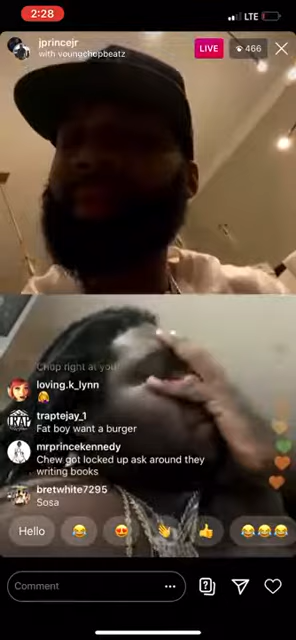 2:28
LTE
jprincejr
with youngchopbeatz
LIVE
466
Chop right at you
loving.k_lynn
traptejay_1
Fat boy want a burger
mrprincekennedy
Chew got locked up ask around they
writing books
bretwhite7295
Sosa
Hello
Comment